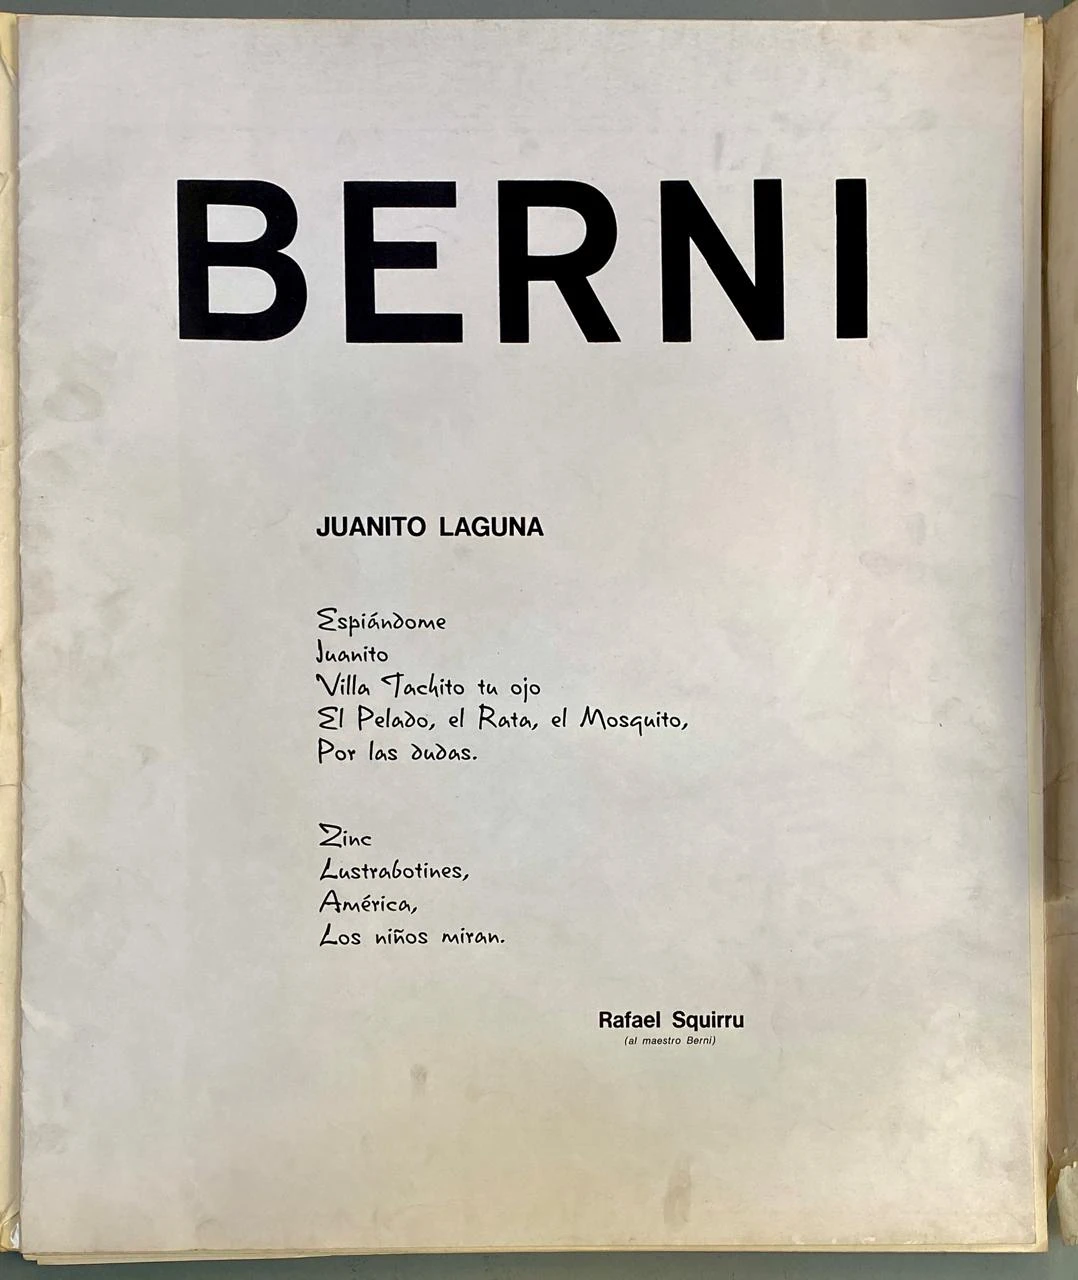 BERNI
JUANITO LAGUNA
Espiándome
Juanito
Villa Tachito tu ojo
El Pelado, el Rata, el Mosquito,
Por las dudas.
Zinc
Lustrabotines,
América,
Los niños miran.
Rafael Squirru
(al maestro Berni)